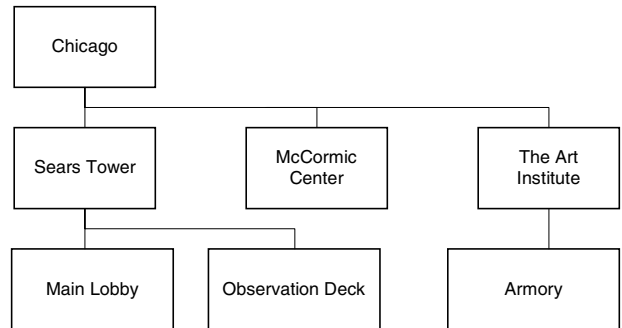 Chicago
Sears Tower
McCormic
Center
The Art
Institute
Main Lobby
Observation Deck
Armory